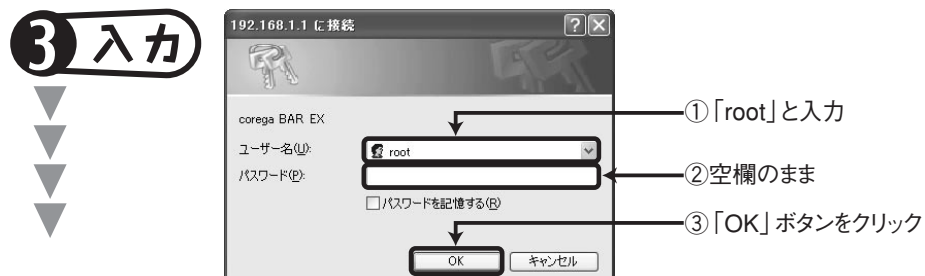 3 入力
192.168.1.1 に接続
corega BAR EX
ユーザー名(U):
root
パスワード(P):
パスワードを記憶する(R)
OK
キャンセル
①「root」と入力
②空欄のまま
③「OK」ボタンをクリック